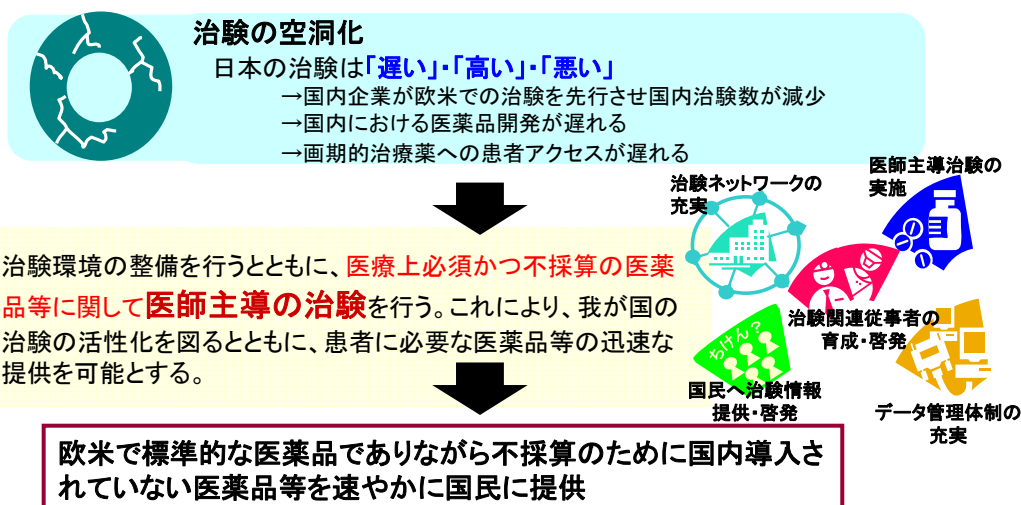 治験の空洞化
日本の治験は「遅い」・「高い」・「悪い」
→国内企業が欧米での治験を先行させ国内治験数が減少
→国内における医薬品開発が遅れる
→画期的治療薬への患者アクセスが遅れる
治験ネットワークの
充実
医師主導治験の
実施
治験関連従事者の
育成・啓発
ちけん？
国民へ治験情報
提供・啓発
データ管理体制の
充実
治験環境の整備を行うとともに、医療上必須かつ不採算の医薬
品等に関して医師主導の治験を行う。これにより、我が国の
治験の活性化を図るとともに、患者に必要な医薬品等の迅速な
提供を可能とする。
欧米で標準的な医薬品でありながら不採算のために国内導入さ
れていない医薬品等を速やかに国民に提供